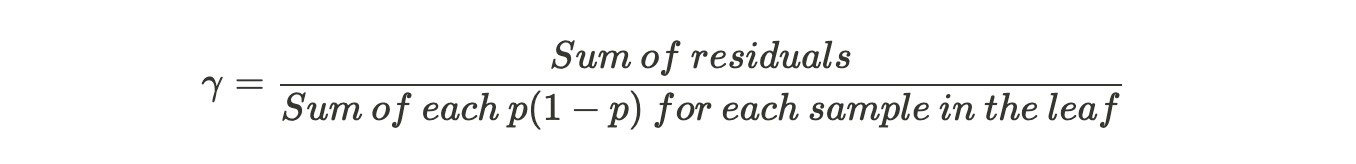 Sum of residuals
γ =
Sum of each p(1 − p) for each sample in the leaf